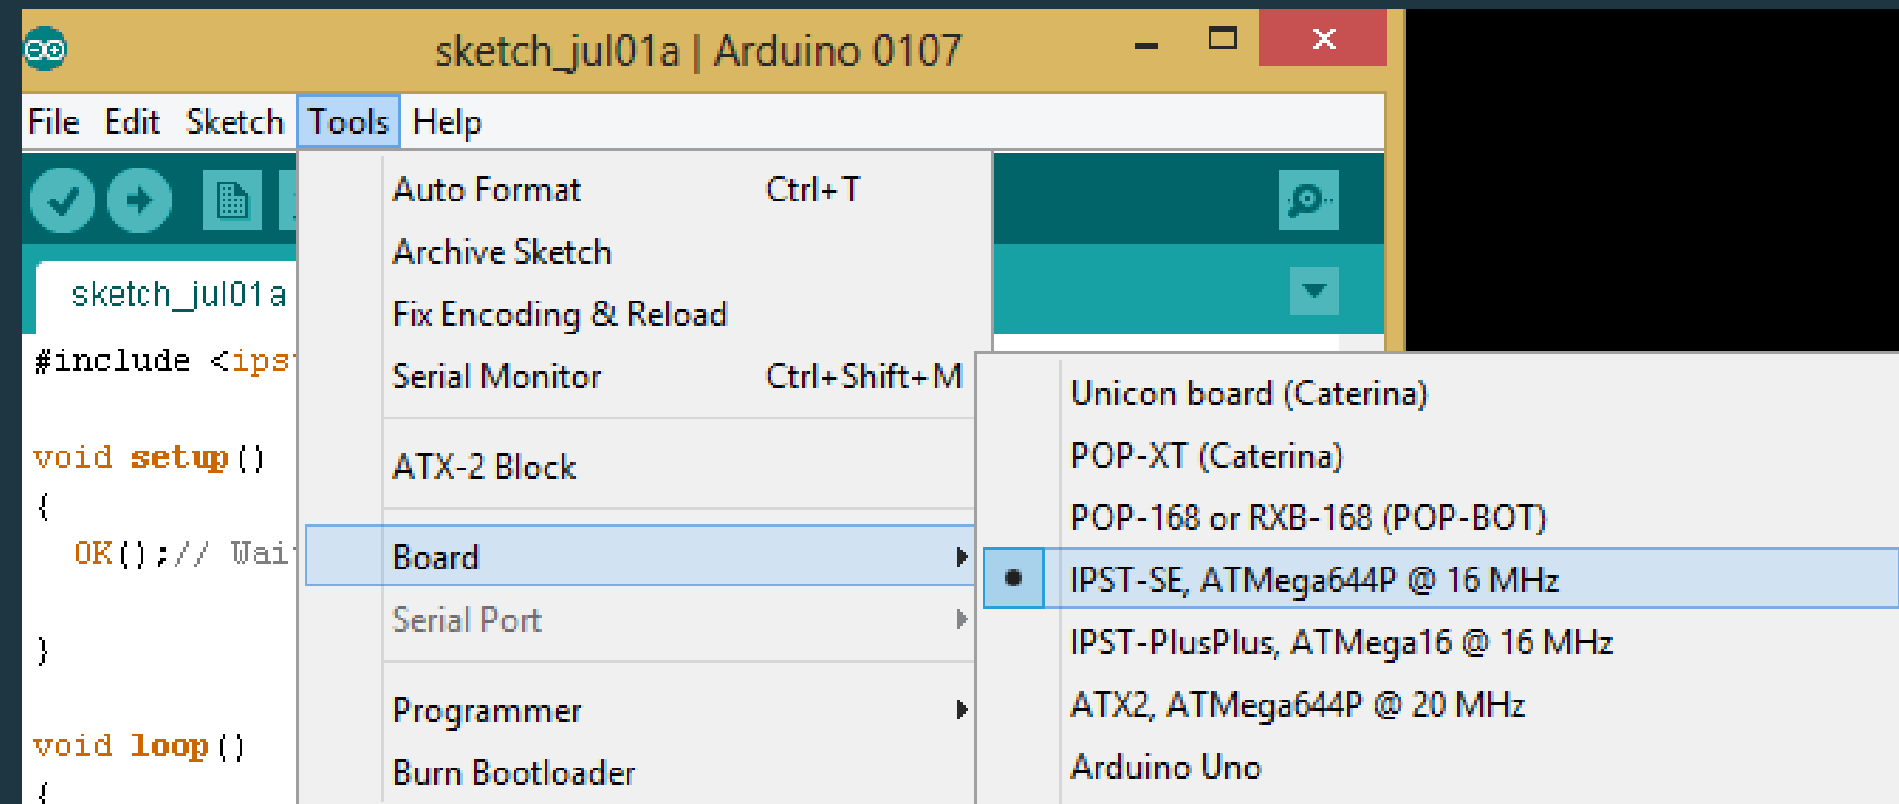 sketch_jul01a | Arduino 0107
File Edit Sketch Tools Help
Auto Format Ctrl+T
Archive Sketch
Fix Encoding & Reload
Serial Monitor Ctrl+Shift+M
ATX-2 Block
Board
Serial Port
Programmer
Burn Bootloader
Unicon board (Caterina)
POP-XT (Caterina)
POP-168 or RXB-168 (POP-BOT)
IPST-SE, ATMega644P @ 16 MHz
IPST-PlusPlus, ATMega16 @ 16 MHz
ATX2, ATMega644P @ 20 MHz
Arduino Uno
sketch_jul01a
#include <ips
void setup()
{
OK();// Wai
}
void loop()
{